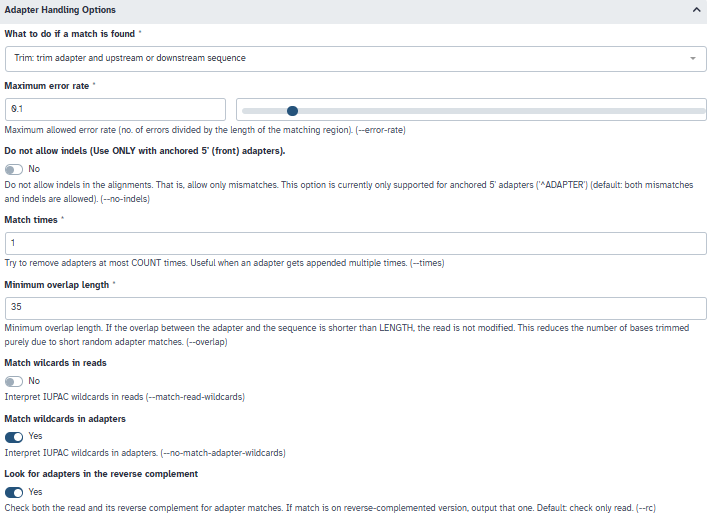 Adapter Handling Options
What to do if a match is found *
Trim: trim adapter and upstream or downstream sequence
Maximum error rate *
0.1
Maximum allowed error rate (no. of errors divided by the length of the matching region). (--error-rate)
Do not allow indels (Use ONLY with anchored 5' (front) adapters).
No
Do not allow indels in the alignments. That is, allow only mismatches. This option is currently only supported for anchored 5' adapters ('^ADAPTER') (default: both mismatches
and indels are allowed). (--no-indels)
Match times *
1
Try to remove adapters at most COUNT times. Useful when an adapter gets appended multiple times. (--times)
Minimum overlap length *
35
Minimum overlap length. If the overlap between the adapter and the sequence is shorter than LENGTH, the read is not modified. This reduces the number of bases trimmed
purely due to short random adapter matches. (--overlap)
Match wilcards in reads
No
Interpret IUPAC wildcards in reads (--match-read-wildcards)
Match wildcards in adapters
Yes
Interpret IUPAC wildcards in adapters. (--no-match-adapter-wildcards)
Look for adapters in the reverse complement
Yes
Check both the read and its reverse complement for adapter matches. If match is on reverse-complemented version, output that one. Default: check only read. (--rc)